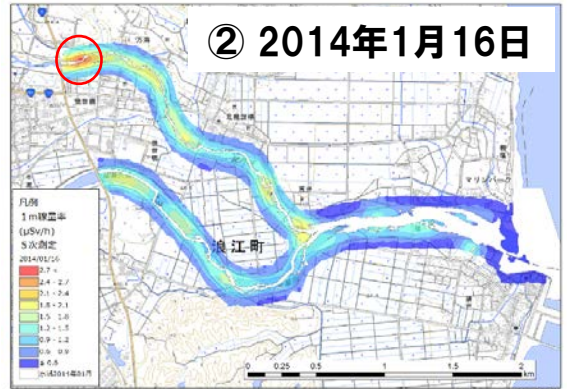 ② 2014年1月16日
マリンパーク
浪江町
凡例
1m線量率
(μSv/h)
5次測定
2014/01/16
2.7 <
2.4 - 2.7
2.1 - 2.4
1.8 - 2.1
1.5 - 1.8
1.2 - 1.5
0.9 - 1.2
0.6 - 0.9
≦ 0.6
0 0.25 0.5 1 1.5 2
km